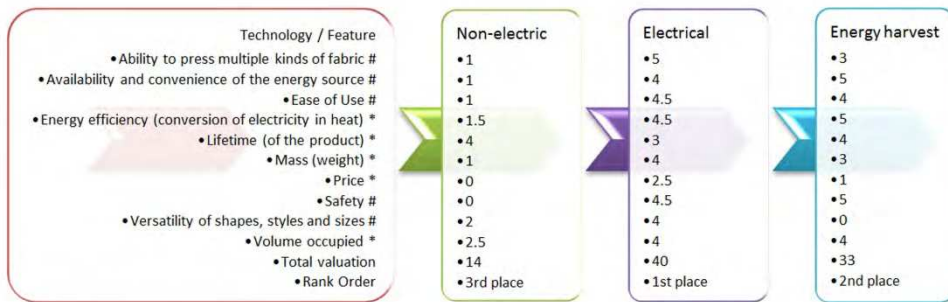 Technology / Feature
•Ability to press multiple kinds of fabric #
•Availability and convenience of the energy source #
•Ease of Use #
•Energy efficiency (conversion of electricity in heat) *
•Lifetime (of the product) *
•Mass (weight) *
•Price *
•Safety #
•Versatility of shapes, styles and sizes #
•Volume occupied *
•Total valuation
•Rank Order
Non-electric
•1
•1
•1
•1.5
•4
•1
•0
•0
•2
•2.5
•14
•3rd place
Electrical
•5
•4
•4.5
•4.5
•3
•4
•2.5
•4.5
•4
•4
•40
•1st place
Energy harvest
•3
•5
•4
•5
•4
•3
•1
•5
•0
•4
•33
•2nd place